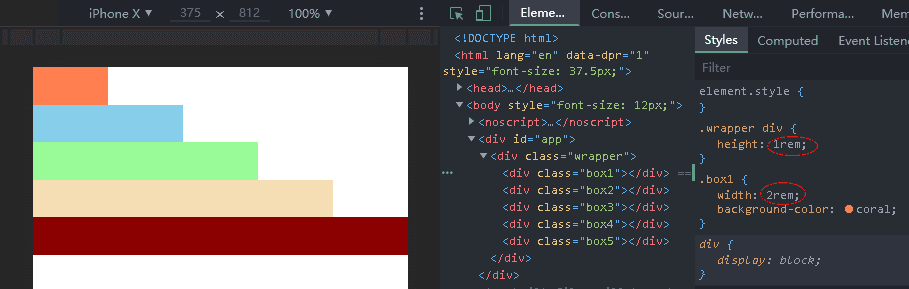 iPhone X ▼ 375 × 812 100% ▼
Eleme… Cons… Sour… Netw… Performa… Mem
<!DOCTYPE html>
<html lang="en" data-dpr="1"
style="font-size: 37.5px;">
▶<head>…</head>
▼<body style="font-size: 12px;">
▶<noscript>…</noscript>
▼<div id="app">
▼<div class="wrapper">
<div class="box1"></div> ==
<div class="box2"></div>
<div class="box3"></div>
<div class="box4"></div>
<div class="box5"></div>
</div>
</div>
Styles Computed Event Listene
Filter
element.style {
}
.wrapper div {
height: 1rem;
}
.box1 {
width: 2rem;
background-color: coral;
}
div {
display: block;
}